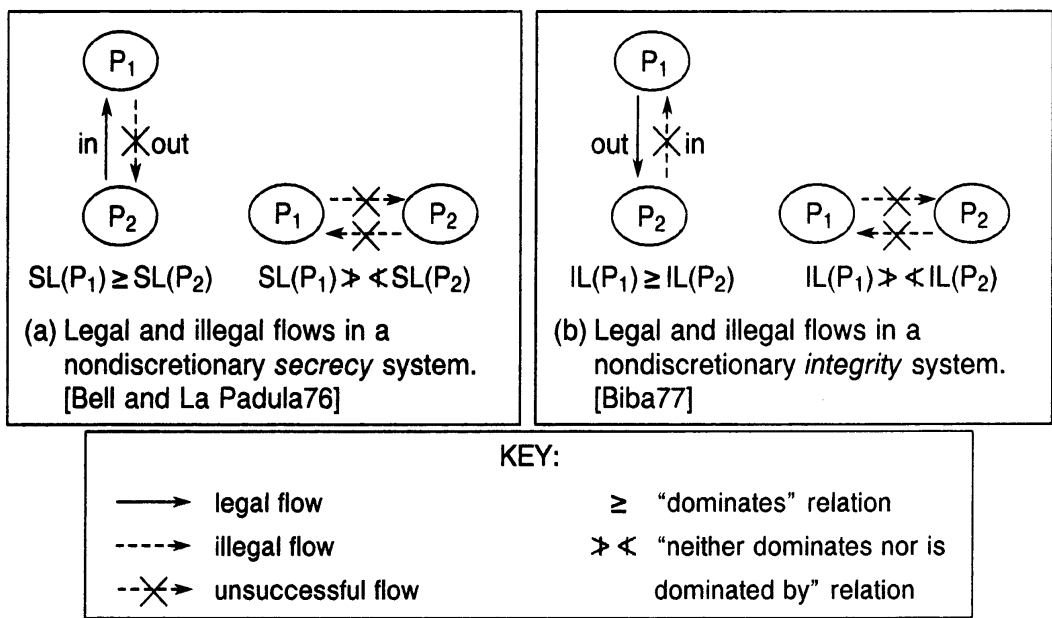 P1
in
out
P2
SL(P1) ≥ SL(P2)
P1
P2
SL(P1) ≯ ≮ SL(P2)
(a) Legal and illegal flows in a
nondiscretionary secrecy system.
[Bell and La Padula76]
P1
out
in
P2
IL(P1) ≥ IL(P2)
P1
P2
IL(P1) ≯ ≮ IL(P2)
(b) Legal and illegal flows in a
nondiscretionary integrity system.
[Biba77]
KEY:
legal flow
illegal flow
unsuccessful flow
≥ "dominates" relation
≯ ≮ "neither dominates nor is
dominated by" relation